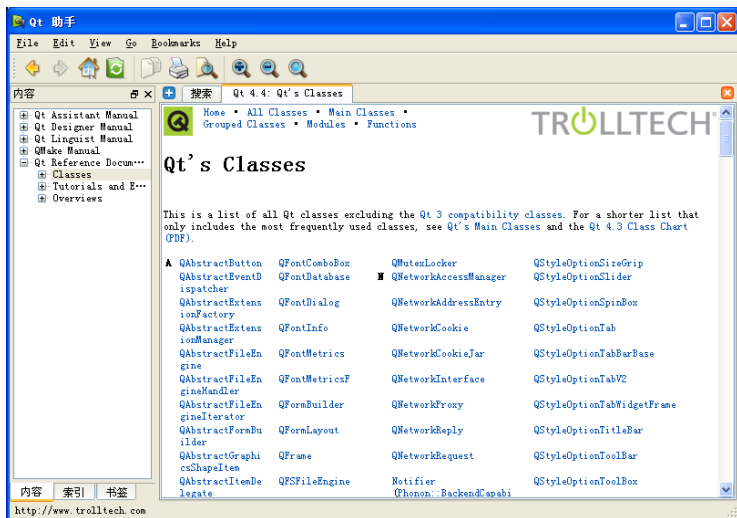 Qt 助手
File Edit View Go Bookmarks Help
内容
搜索 Qt 4.4: Qt's Classes
Qt Assistant Manual
Qt Designer Manual
Qt Linguist Manual
QMake Manual
Qt Reference Docum···
Classes
Tutorials and E···
Overviews
内容 索引 书签
Home · All Classes · Main Classes ·
Grouped Classes · Modules · Functions
TROLLTECH
Qt's Classes
This is a list of all Qt classes excluding the Qt 3 compatibility classes. For a shorter list that
only includes the most frequently used classes, see Qt's Main Classes and the Qt 4.3 Class Chart
(PDF).
A QAbstractButton QFontComboBox QMutexLocker QStyleOptionSizeGrip
QAbstractEventD QFontDatabase N QNetworkAccessManager QStyleOptionSlider
ispatcher
QAbstractExtens QFontDialog QNetworkAddressEntry QStyleOptionSpinBox
ionFactory
QAbstractExtens QFontInfo QNetworkCookie QStyleOptionTab
ionManager
QAbstractFileEn QFontMetrics QNetworkCookieJar QStyleOptionTabBarBase
gine
QAbstractFileEn QFontMetricsF QNetworkInterface QStyleOptionTabV2
gineHandler
QAbstractFileEn QFormBuilder QNetworkProxy QStyleOptionTabWidgetFrame
gineIterator
QAbstractFormBu QFormLayout QNetworkReply QStyleOptionTitleBar
ilder
QAbstractGraphi QFrame QNetworkRequest QStyleOptionToolBar
csShapeItem
QAbstractItemDe QFSFileEngine Notifier QStyleOptionToolBox
legate (Phonon::BackendCapabi
http://www.trolltech.com